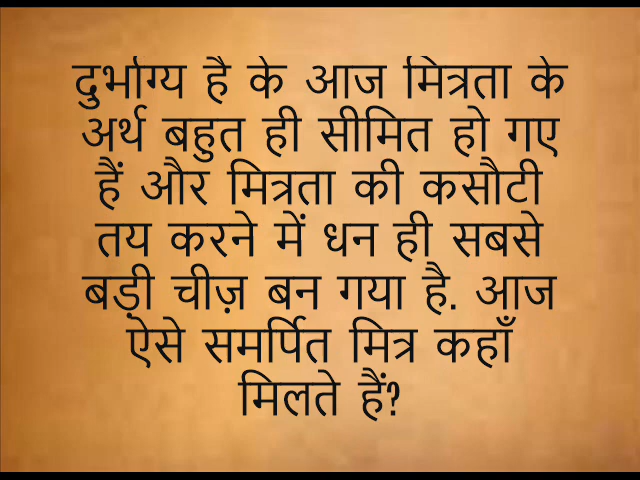 दुर्भाग्य है के आज मित्रता के
अर्थ बहुत ही सीमित हो गए
हैं और मित्रता की कसौटी
तय करने में धन ही सबसे
बड़ी चीज़ बन गया है. आज
ऐसे समर्पित मित्र कहाँ
मिलते हैं?